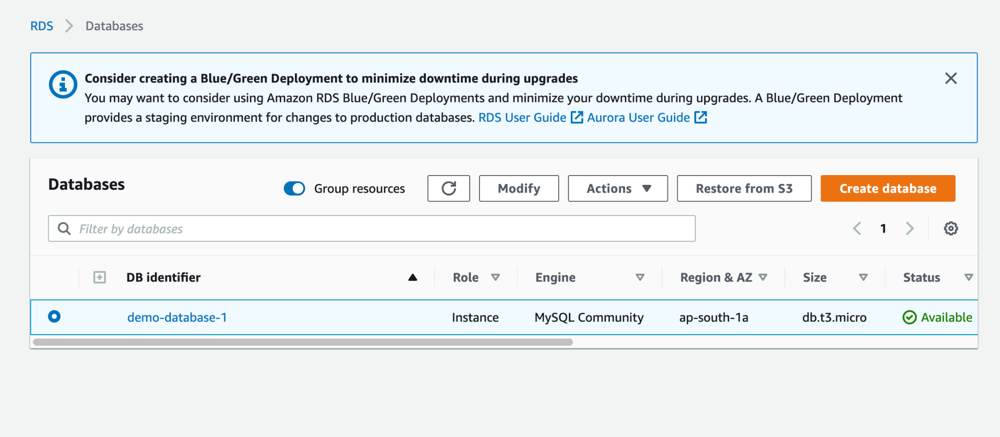 RDS Databases
Consider creating a Blue/Green Deployment to minimize downtime during upgrades
You may want to consider using Amazon RDS Blue/Green Deployments and minimize your downtime during upgrades. A Blue/Green Deployment
provides a staging environment for changes to production databases. RDS User Guide Aurora User Guide
Databases Group resources Modify Actions Restore from S3 Create database
Filter by databases 1
DB identifier Role Engine Region & AZ Size Status
demo-database-1 Instance MySQL Community ap-south-1a db.t3.micro Available